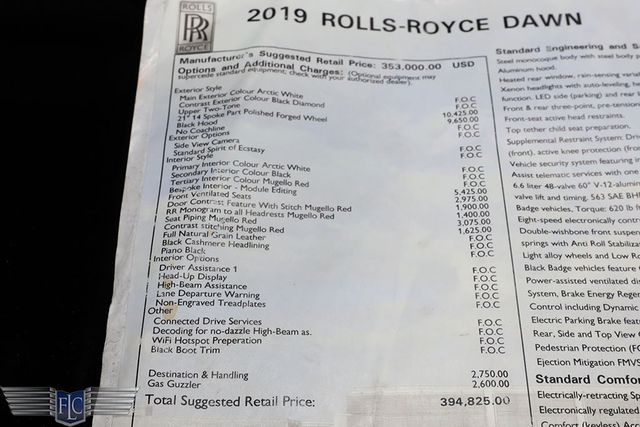 ROLLS
RR
ROYCE
2019 ROLLS-ROYCE DAWN
Manufacturer's Suggested Retail Price: 353,000.00 USD
Options and Additional Charges: (Optional equipment may
supercede standard equipment; check with your authorized dealer).
Exterior Style
Main Exterior Colour Arctic White F.O.C
Contrast Exterior Colour Black Diamond F.O.C
Upper Two-Tone 10,425.00
21" 14 Spoke Part Polished Forged Wheel 9,650.00
Black Hood F.O.C
No Coachline F.O.C
Exterior Options
Side View Camera F.O.C
Standard Spirit of Ecstasy F.O.C
Interior Style
Primary Interior Colour Arctic White F.O.C
Secondary Interior Colour Black F.O.C
Tertiary Interior Colour Mugello Red F.O.C
Bespoke Interior - Module Editing 5,425.00
Front Ventilated Seats 2,975.00
Door Contrast Feature With Stitch Mugello Red 1,900.00
RR Monogram to all Headrests Mugello Red 1,400.00
Seat Piping Mugello Red 3,075.00
Contrast stitching Mugello Red 1,625.00
Full Natural Grain Leather F.O.C
Black Cashmere Headlining F.O.C
Piano Black F.O.C
Interior Options
Driver Assistance 1 F.O.C
Head-Up Display F.O.C
High-Beam Assistance F.O.C
Lane Departure Warning F.O.C
Non-Engraved Treadplates F.O.C
Other
Connected Drive Services F.O.C
Decoding for no-dazzle High-Beam as. F.O.C
WiFi Hotspot Preperation F.O.C
Black Boot Trim F.O.C
Destination & Handling 2,750.00
Gas Guzzler 2,600.00
Total Suggested Retail Price: 394,825.00
Standard Engineering and S
Steel monocoque body with steel body p
Aluminum hood.
Heated rear window, rain-sensing varia
Xenon headlights with auto-leveling, he
function. LED side (parking) and rear l
Front & rear three-point, pre-tension
Front-seat active head restraints.
Top tether child seat preparation.
Supplemental Restraint System: Driv
(front), active knee protection (fron
Vehicle security system featuring
Assist telematic services with one
6.6 liter 48-valve 60° V-12-alumin
valve lift and timing. 563 SAE BHP
Badge vehicles, Torque: 620 lb f
Eight-speed electronically contro
Double-wishbone front suspens
springs with Anti Roll Stabiliza
Light alloy wheels and Low Ro
Black Badge vehicles feature
Power-assisted ventilated dis
System, Brake Energy Regen
Control including Dynamic
Electric Parking Brake featu
Rear, Side and Top View C
Pedestrian Protection (FO
Ejection Mitigation FMVS
Standard Comfo
Electrically-retracting Sp
Electronically regulated
Comfort (keyless) Acc
FLC